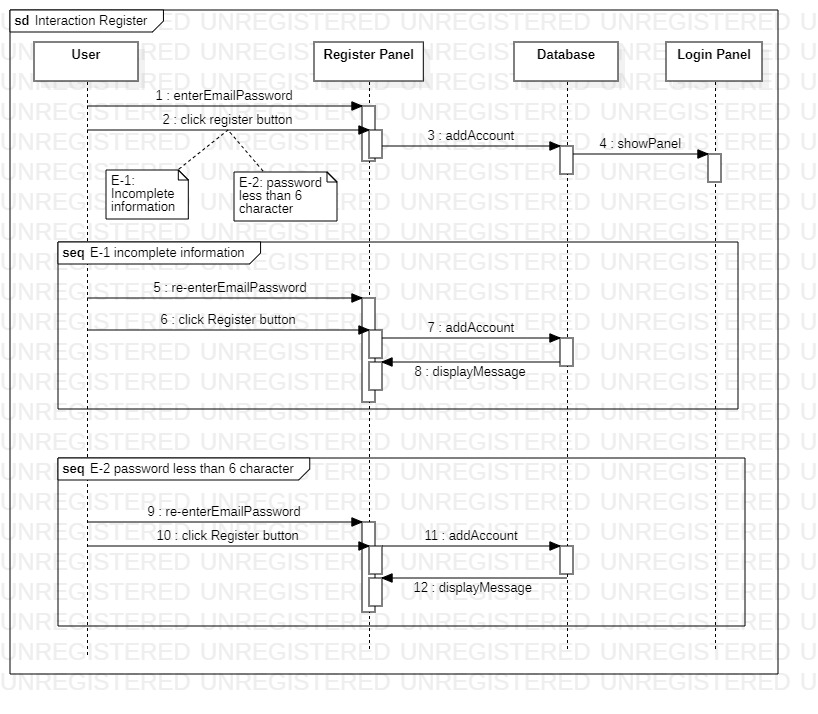 sd Interaction Register
User
Register Panel
Database
Login Panel
1 : enterEmailPassword
2 : click register button
3 : addAccount
4 : showPanel
E-1:
Incomplete
information
E-2: password
less than 6
character
seq E-1 incomplete information
5 : re-enterEmailPassword
6 : click Register button
7 : addAccount
8 : displayMessage
seq E-2 password less than 6 character
9 : re-enterEmailPassword
10 : click Register button
11 : addAccount
12 : displayMessage
UNREGISTERED